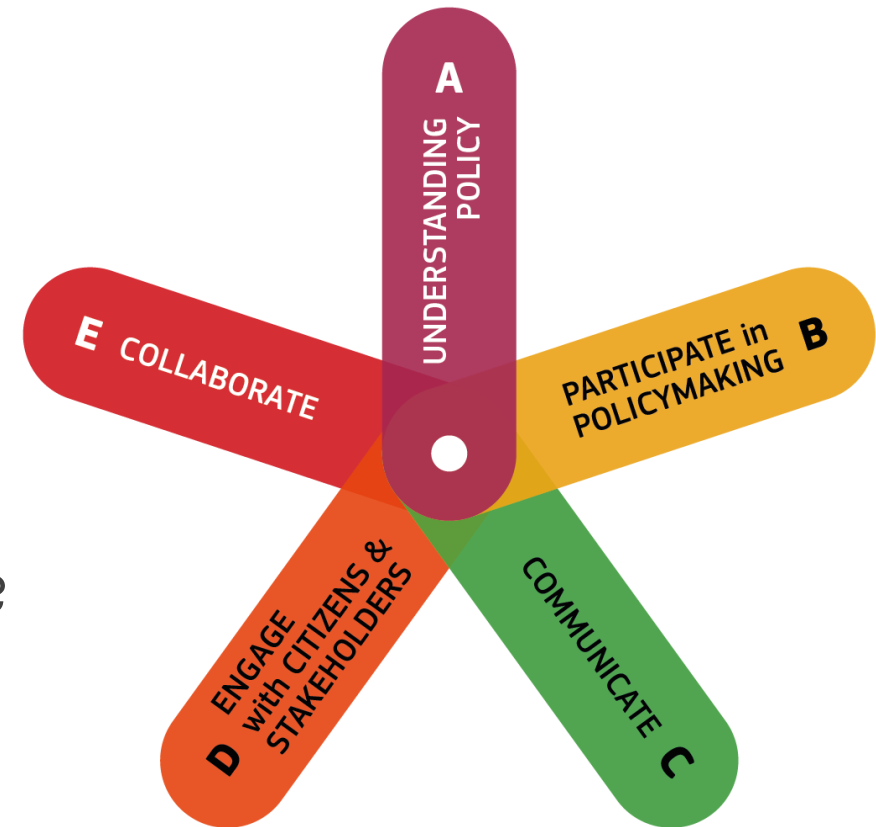 A
UNDERSTANDING
POLICY
B
PARTICIPATE in
POLICYMAKING
C
COMMUNICATE
D
ENGAGE
with CITIZENS &
STAKEHOLDERS
E
COLLABORATE